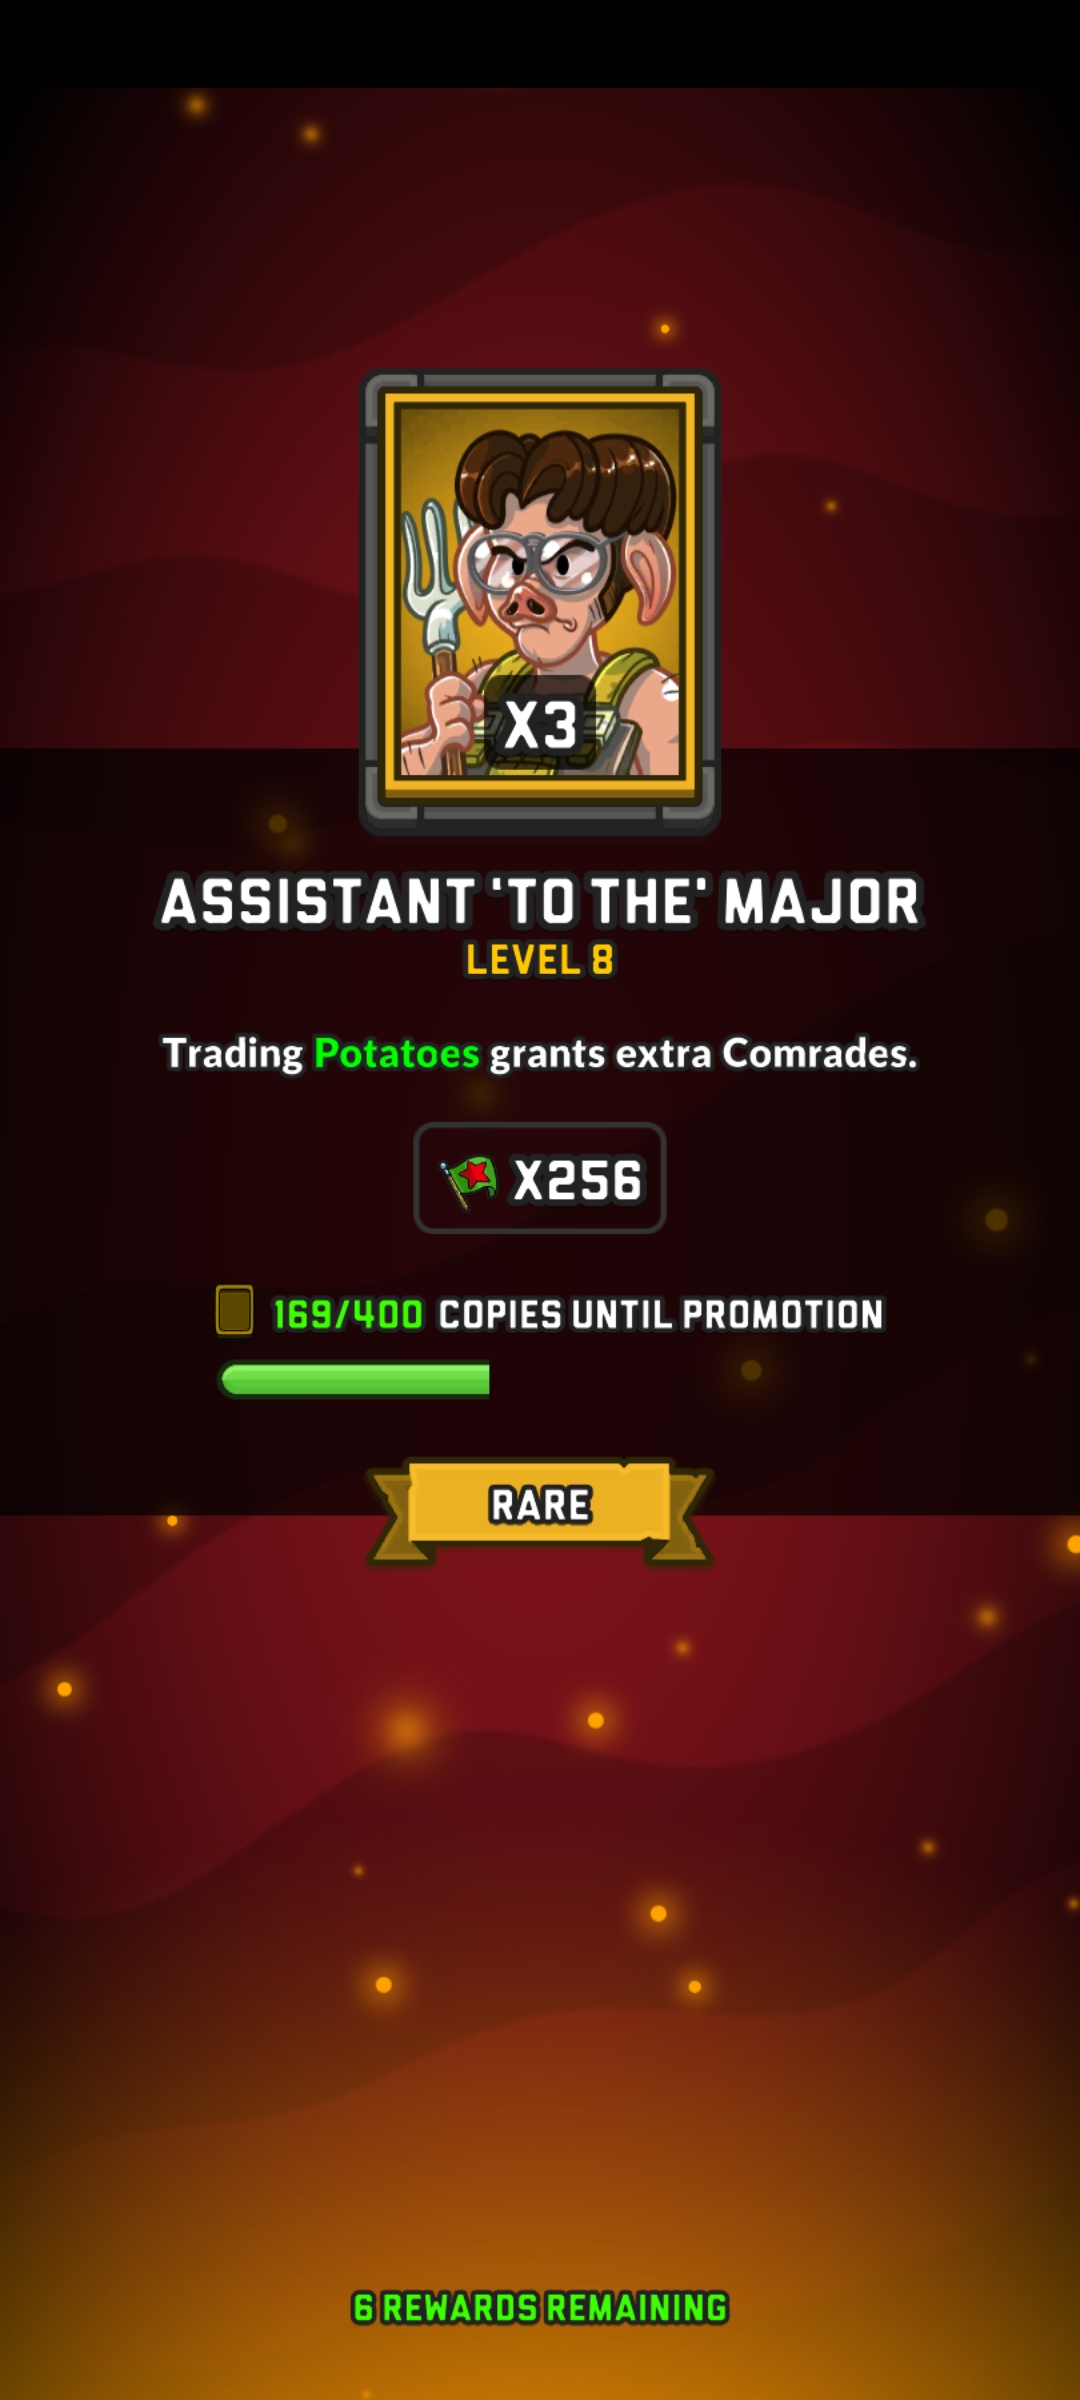 X3
ASSISTANT 'TO THE' MAJOR
LEVEL 8
Trading Potatoes grants extra Comrades.
X256
169/400 COPIES UNTIL PROMOTION
RARE
6 REWARDS REMAINING